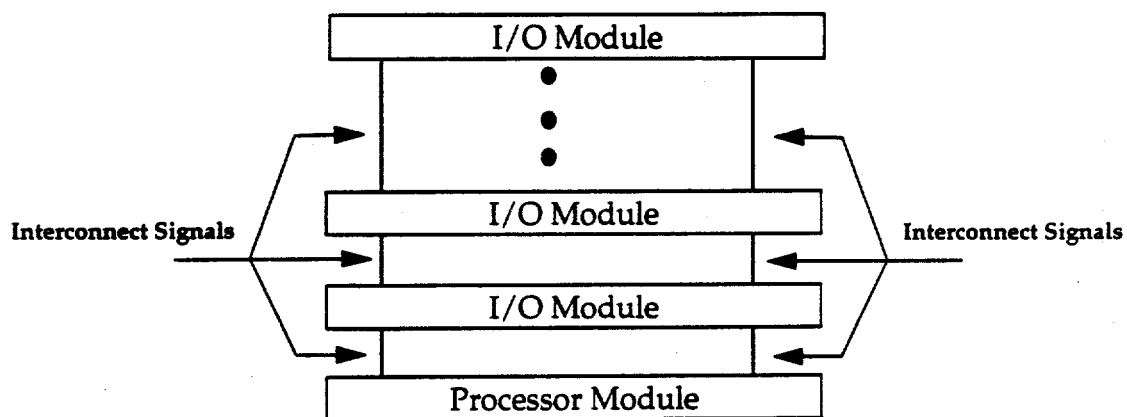 I/O Module
I/O Module
Interconnect Signals
Interconnect Signals
I/O Module
Processor Module